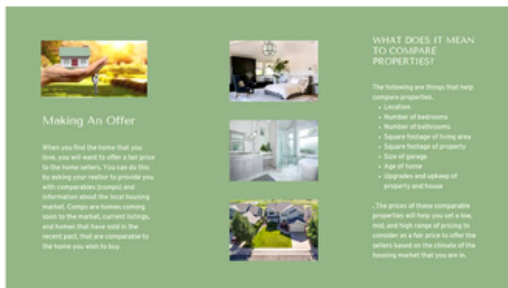 Making An Offer
When you find the home that you
love, you will want to offer a fair price
to the home sellers. You can do this
by asking your realtor to provide you
with comparables (comps) and
information about the local housing
market. Comps are homes coming
soon to the market, current listings,
and homes that have sold in the
recent past, that are comparable to
the home you wish to buy.
WHAT DOES IT MEAN
TO COMPARE
PROPERTIES?
The following are things that help
compare properties.
• Location
• Number of bedrooms
• Number of bathrooms
• Square footage of living area
• Square footage of property
• Size of garage
• Age of home
• Upgrades and upkeep of
property and house
. The prices of these comparable
properties will help you set a low,
mid, and high range of pricing to
consider as a fair price to offer the
sellers based on the climate of the
housing market that you are in.